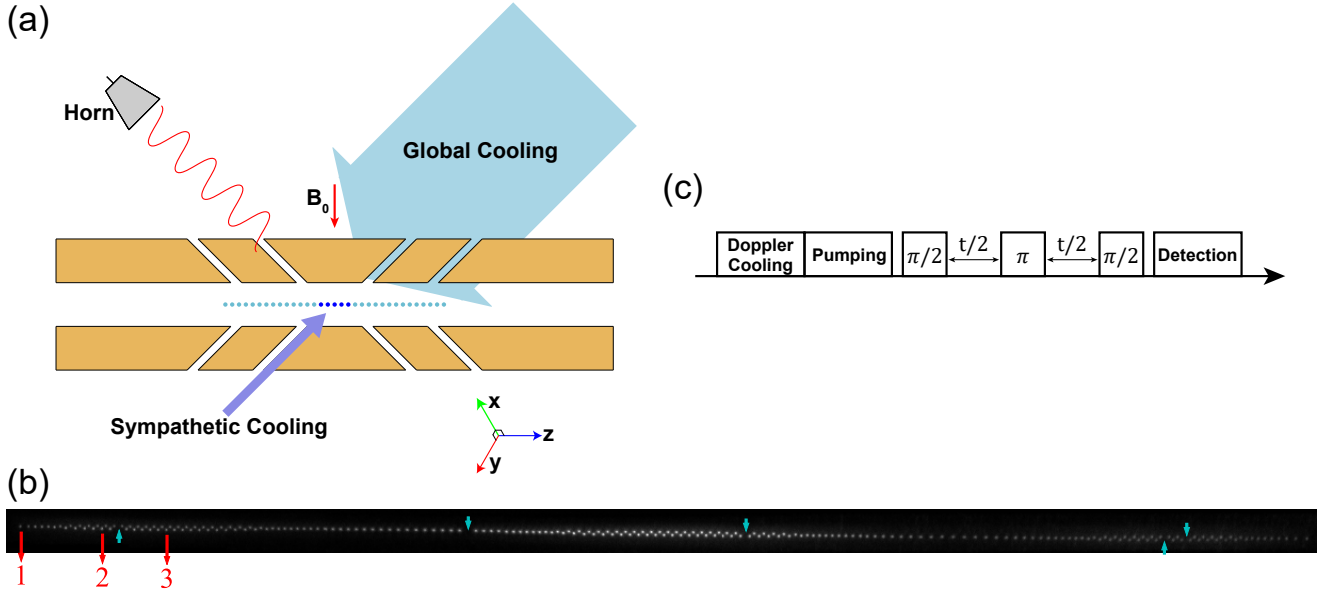 (a)
Horn
Global Cooling
B₀
Sympathetic Cooling
x
z
y
(c)
Doppler
Cooling
Pumping
π/2
t/2
π
t/2
π/2
Detection
(b)
1
2
3